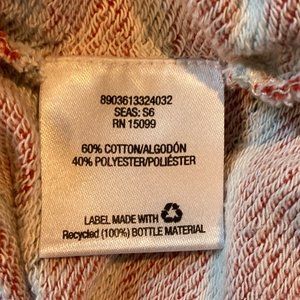 8903613324032
SEAS: S6
RN 15099
60% COTTON/ALGODÓN
40% POLYESTER/POLIÉSTER
LABEL MADE WITH
Recycled (100%) BOTTLE MATERIAL